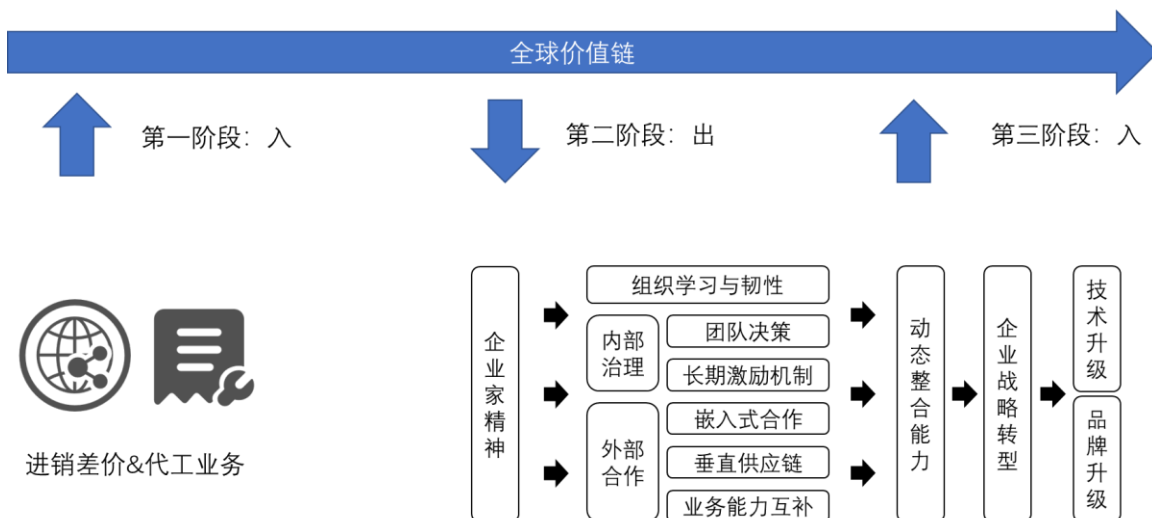 全球价值链
第一阶段：入
第二阶段：出
第三阶段：入
进销差价&代工业务
企业家精神
组织学习与韧性
内部
治理
团队决策
长期激励机制
外部
合作
嵌入式合作
垂直供应链
业务能力互补
动态整合能力
企业战略转型
技术升级
品牌升级